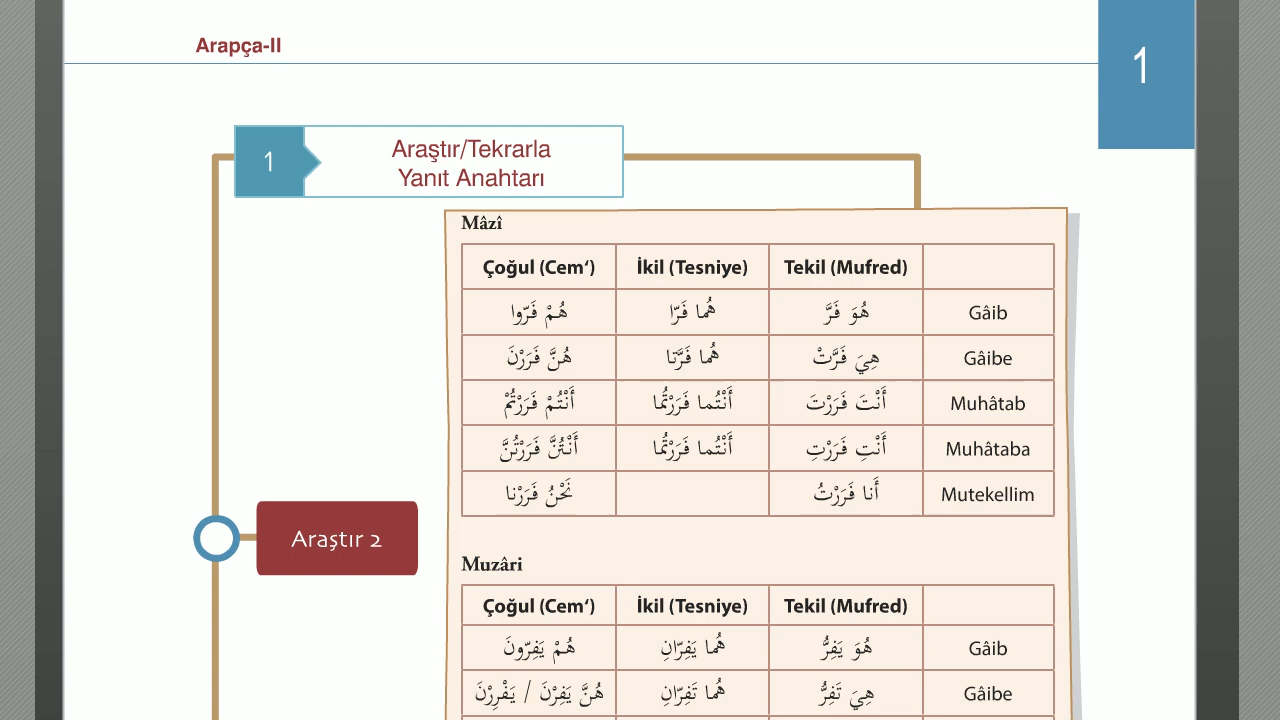 Arapça-II
1
1
Araştır/Tekrarla
Yanıt Anahtarı
Mâzî
Çoğul (Cem‘) İkil (Tesniye) Tekil (Mufred)
هُمْ فَرّوا هُما فَرّا هُوَ فَرَّ Gâib
هُنَّ فَرَرْنَ هُما فَرَّتا هِيَ فَرَّتْ Gâibe
أَنْتُمْ فَرَرْتُمْ أَنْتُما فَرَرْتُما أَنْتَ فَرَرْتَ Muhâtab
أَنْتُنَّ فَرَرْتُنَّ أَنْتُما فَرَرْتُما أَنْتِ فَرَرْتِ Muhâtaba
نَحْنُ فَرَرْنا أَنا فَرَرْتُ Mutekellim
Araştır 2
Muzâri
Çoğul (Cem‘) İkil (Tesniye) Tekil (Mufred)
هُمْ يَفِرّونَ هُما يَفِرّانِ هُوَ يَفِرُّ Gâib
هُنَّ يَفِرْنَ / يَفْرِرْنَ هُما تَفِرّانِ هِيَ تَفِرُّ Gâibe